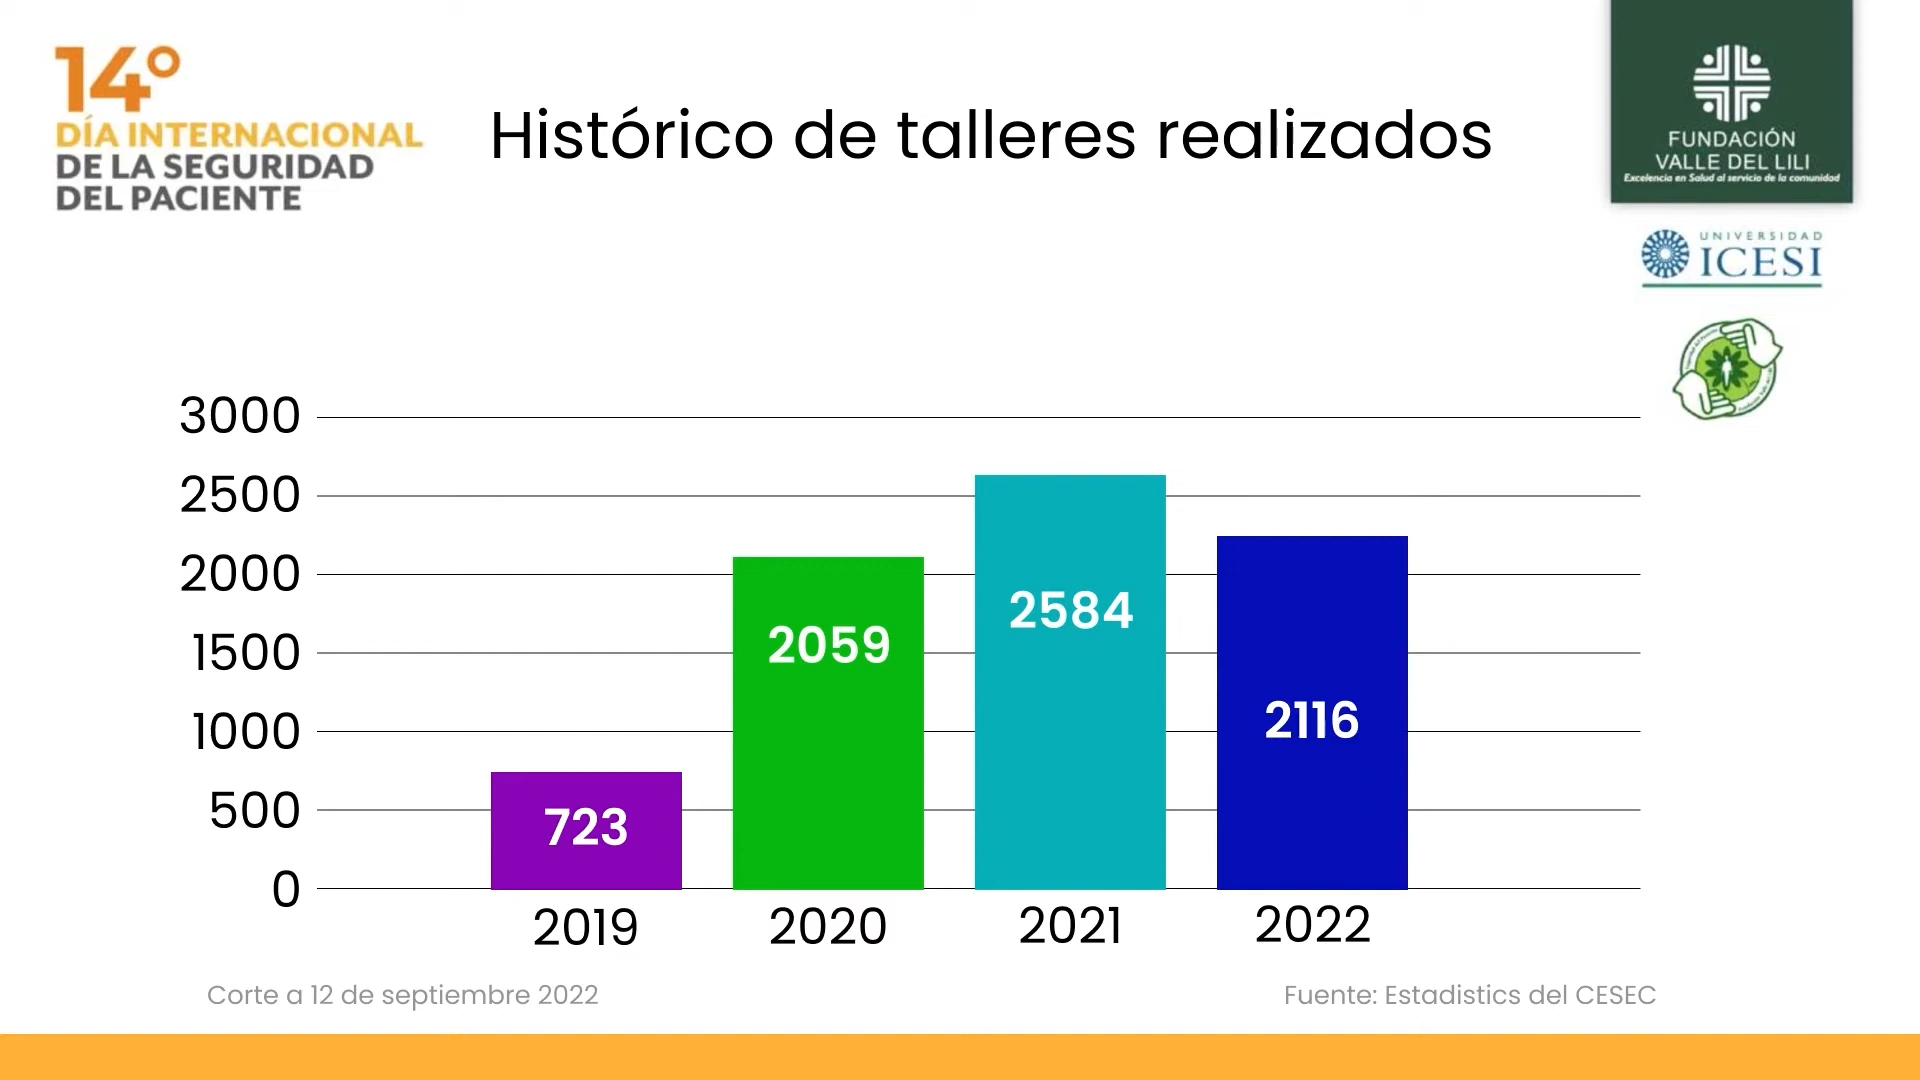 14°
DÍA INTERNACIONAL
DE LA SEGURIDAD
DEL PACIENTE
Histórico de talleres realizados
FUNDACIÓN
VALLE DEL LILI
Excelencia en Salud al servicio de la comunidad
UNIVERSIDAD
ICESI
3000
2500
2000
1500
1000
500
0
723
2059
2584
2116
2019
2020
2021
2022
Corte a 12 de septiembre 2022
Fuente: Estadistics del CESEC